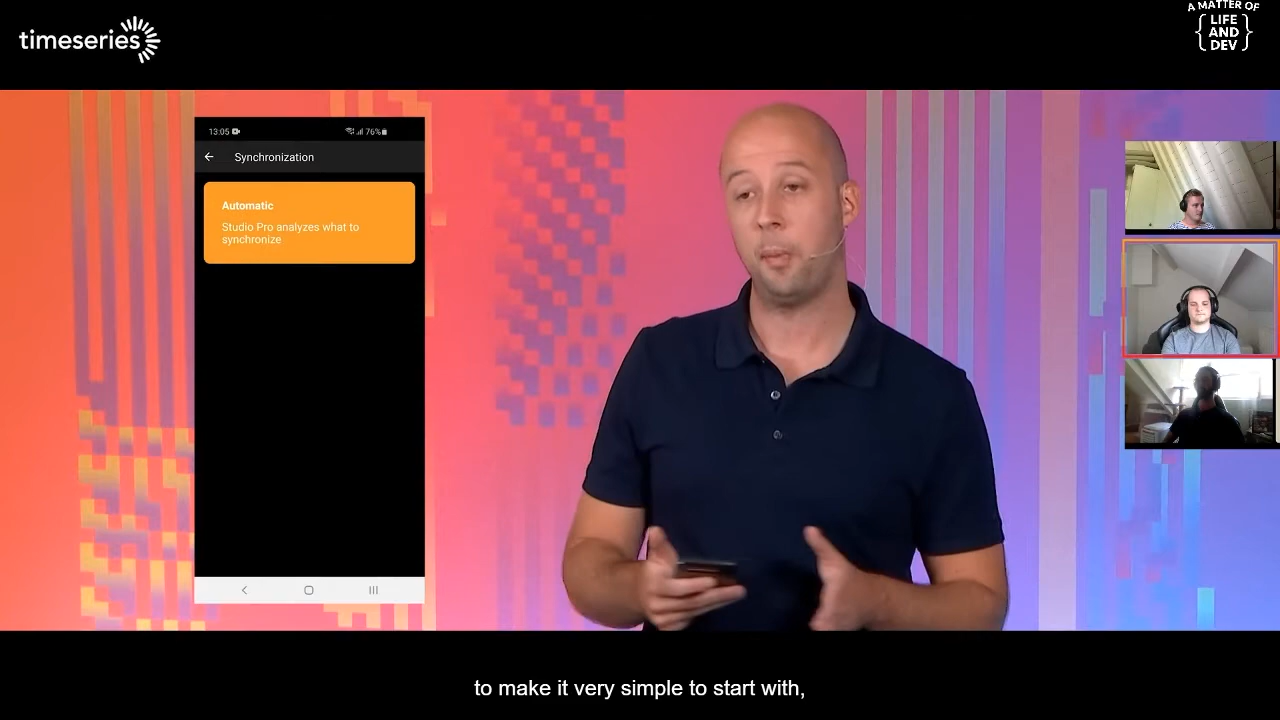 timeseries
A MATTER OF
LIFE
AND
DEV
13:05
76%
Synchronization
Automatic
Studio Pro analyzes what to
synchronize
to make it very simple to start with,